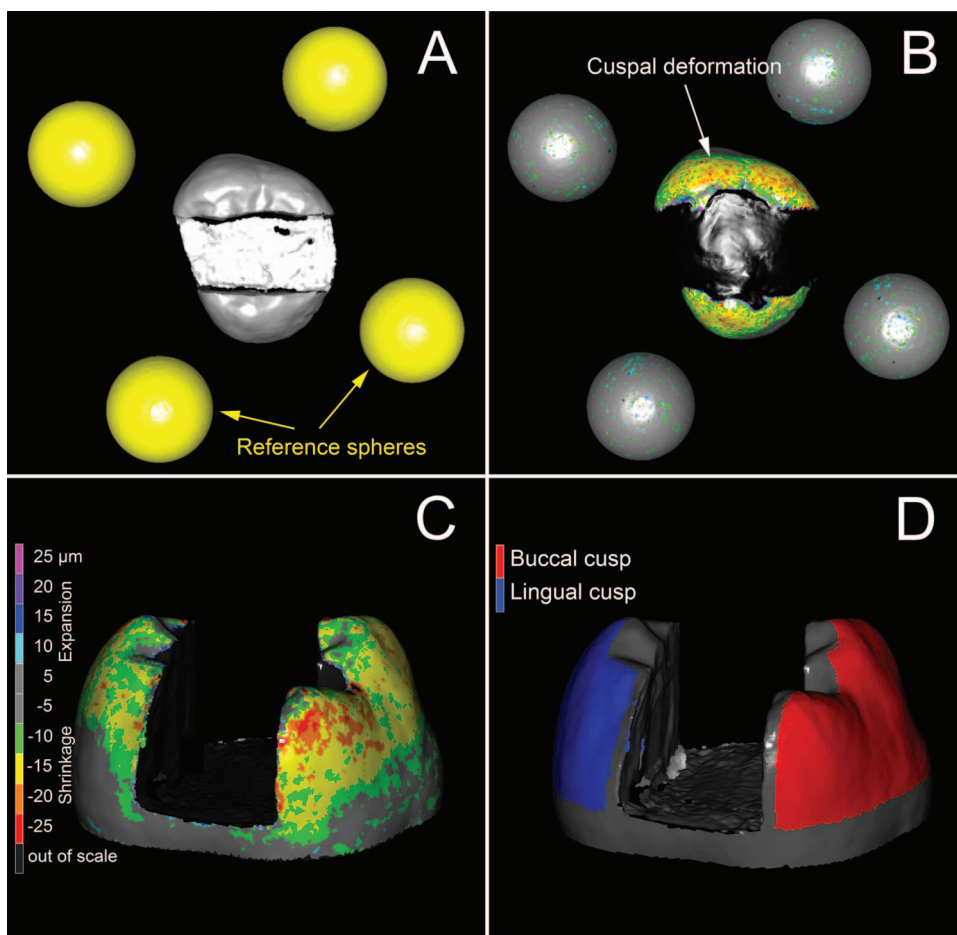 A
Reference spheres
B
Cuspal deformation
C
25 µm
20
15
10
5
-5
-10
-15
-20
-25
out of scale
Expansion
Shrinkage
D
Buccal cusp
Lingual cusp